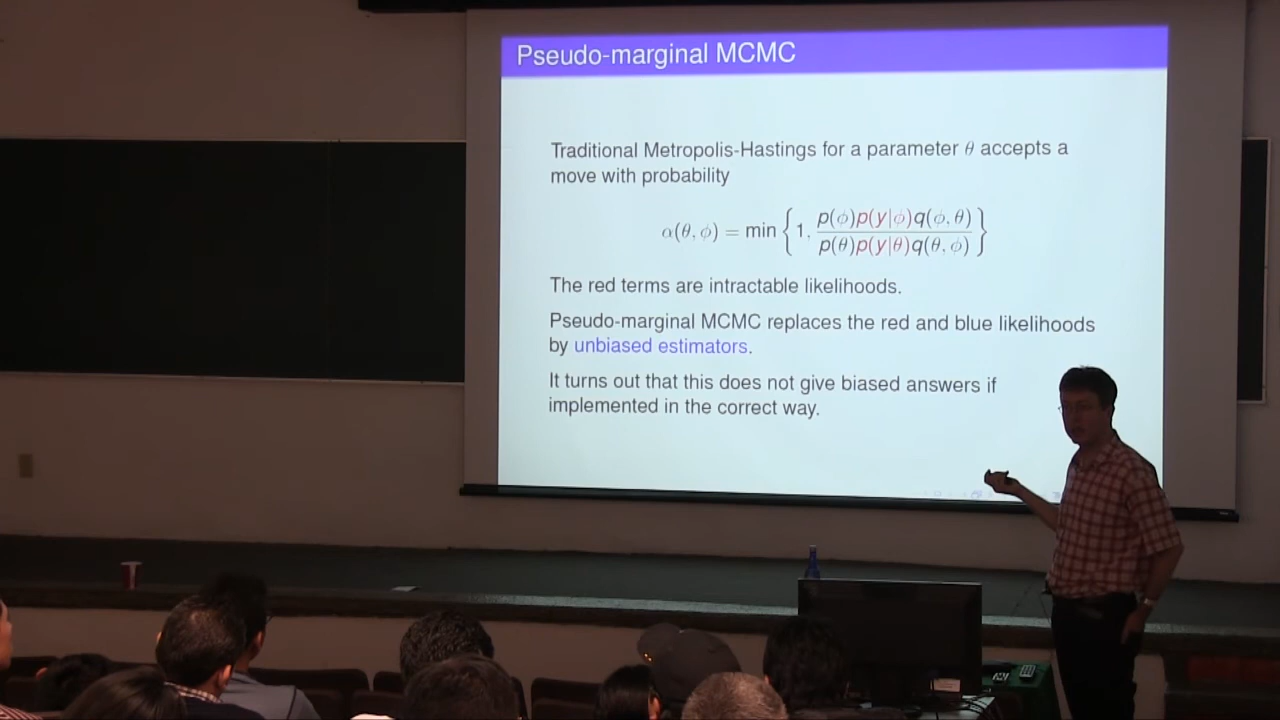 Pseudo-marginal MCMC
Traditional Metropolis-Hastings for a parameter θ accepts a
move with probability
α(θ, ϕ) = min { 1, p(ϕ)p(y|ϕ)q(ϕ, θ) / p(θ)p(y|θ)q(θ, ϕ) }
The red terms are intractable likelihoods.
Pseudo-marginal MCMC replaces the red and blue likelihoods
by unbiased estimators.
It turns out that this does not give biased answers if
implemented in the correct way.